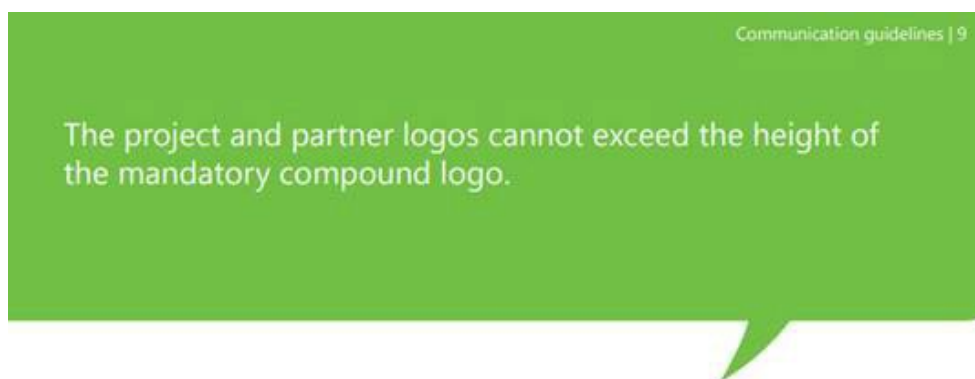 Communication guidelines | 9
The project and partner logos cannot exceed the height of
the mandatory compound logo.